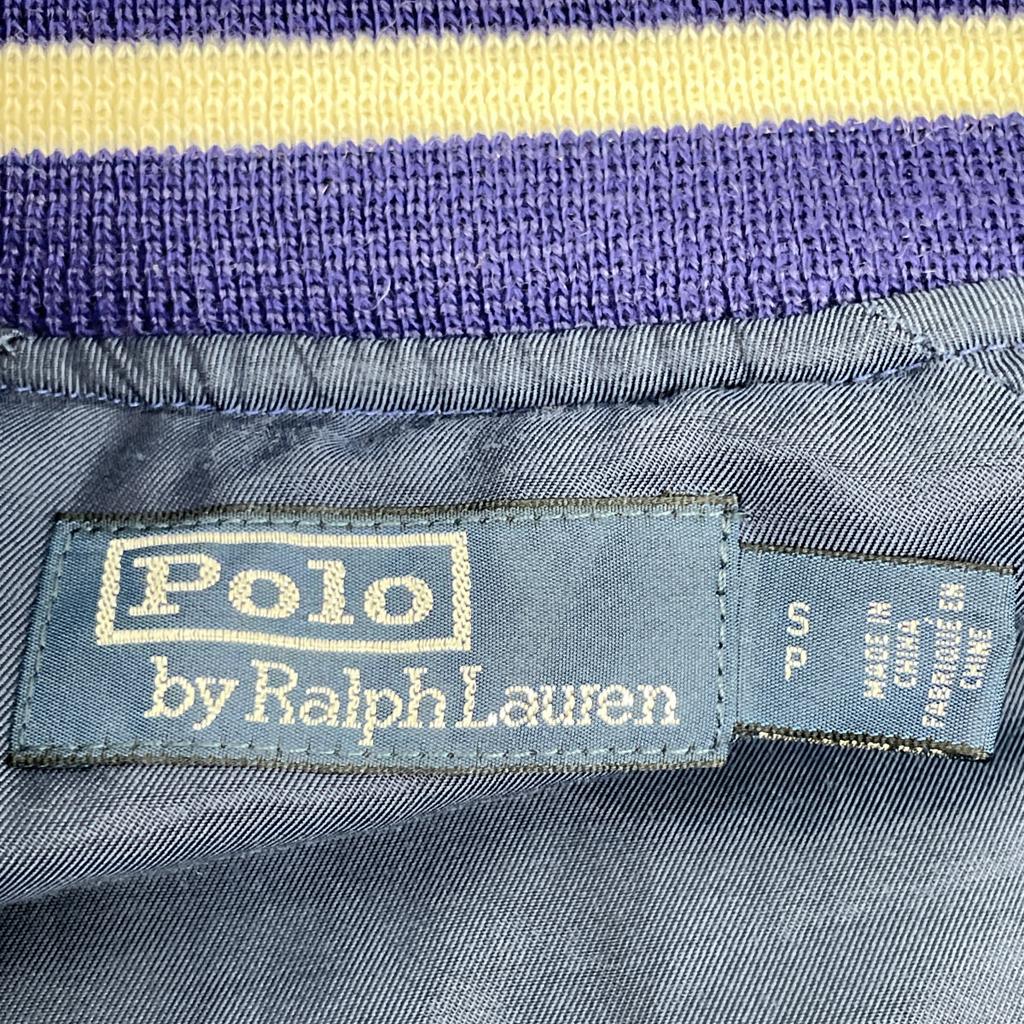 Polo
by Ralph Lauren
S
P
MADE IN
CHINA
FABRIQUÉ EN
CHINE